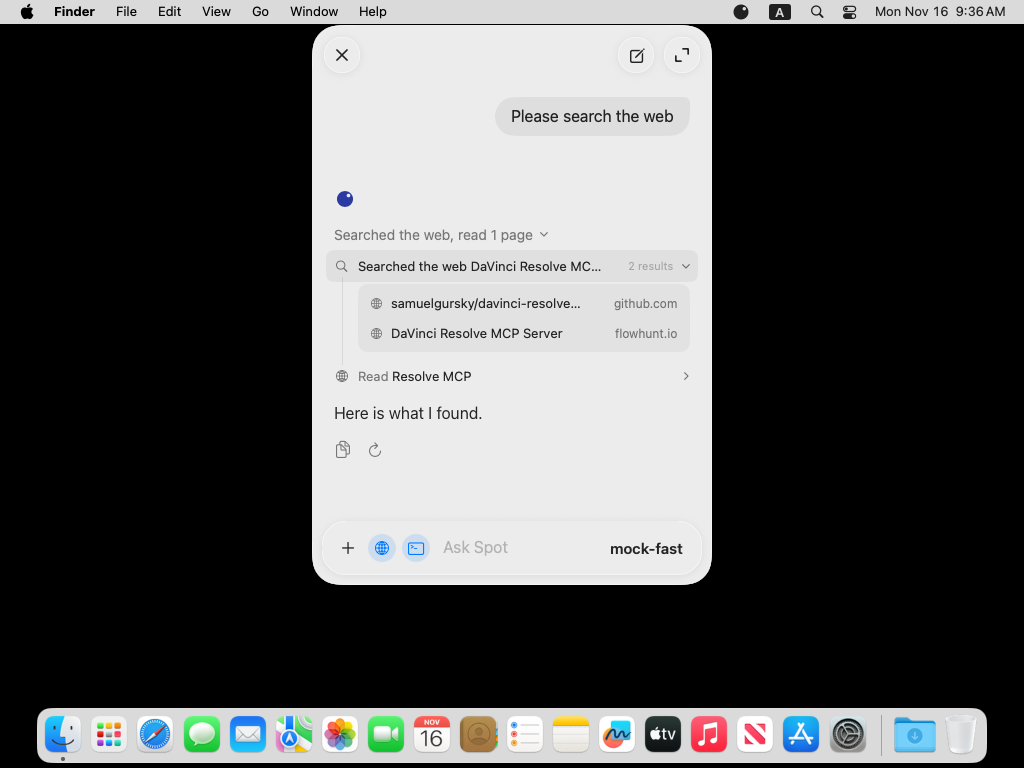 Finder File Edit View Go Window Help A Mon Nov 16 9:36 AM
Please search the web
Searched the web, read 1 page
Searched the web DaVinci Resolve MC... 2 results
samuelgursky/davinci-resolve... github.com
DaVinci Resolve MCP Server flowhunt.io
Read Resolve MCP
Here is what I found.
Ask Spot mock-fast
NOV
16
tv